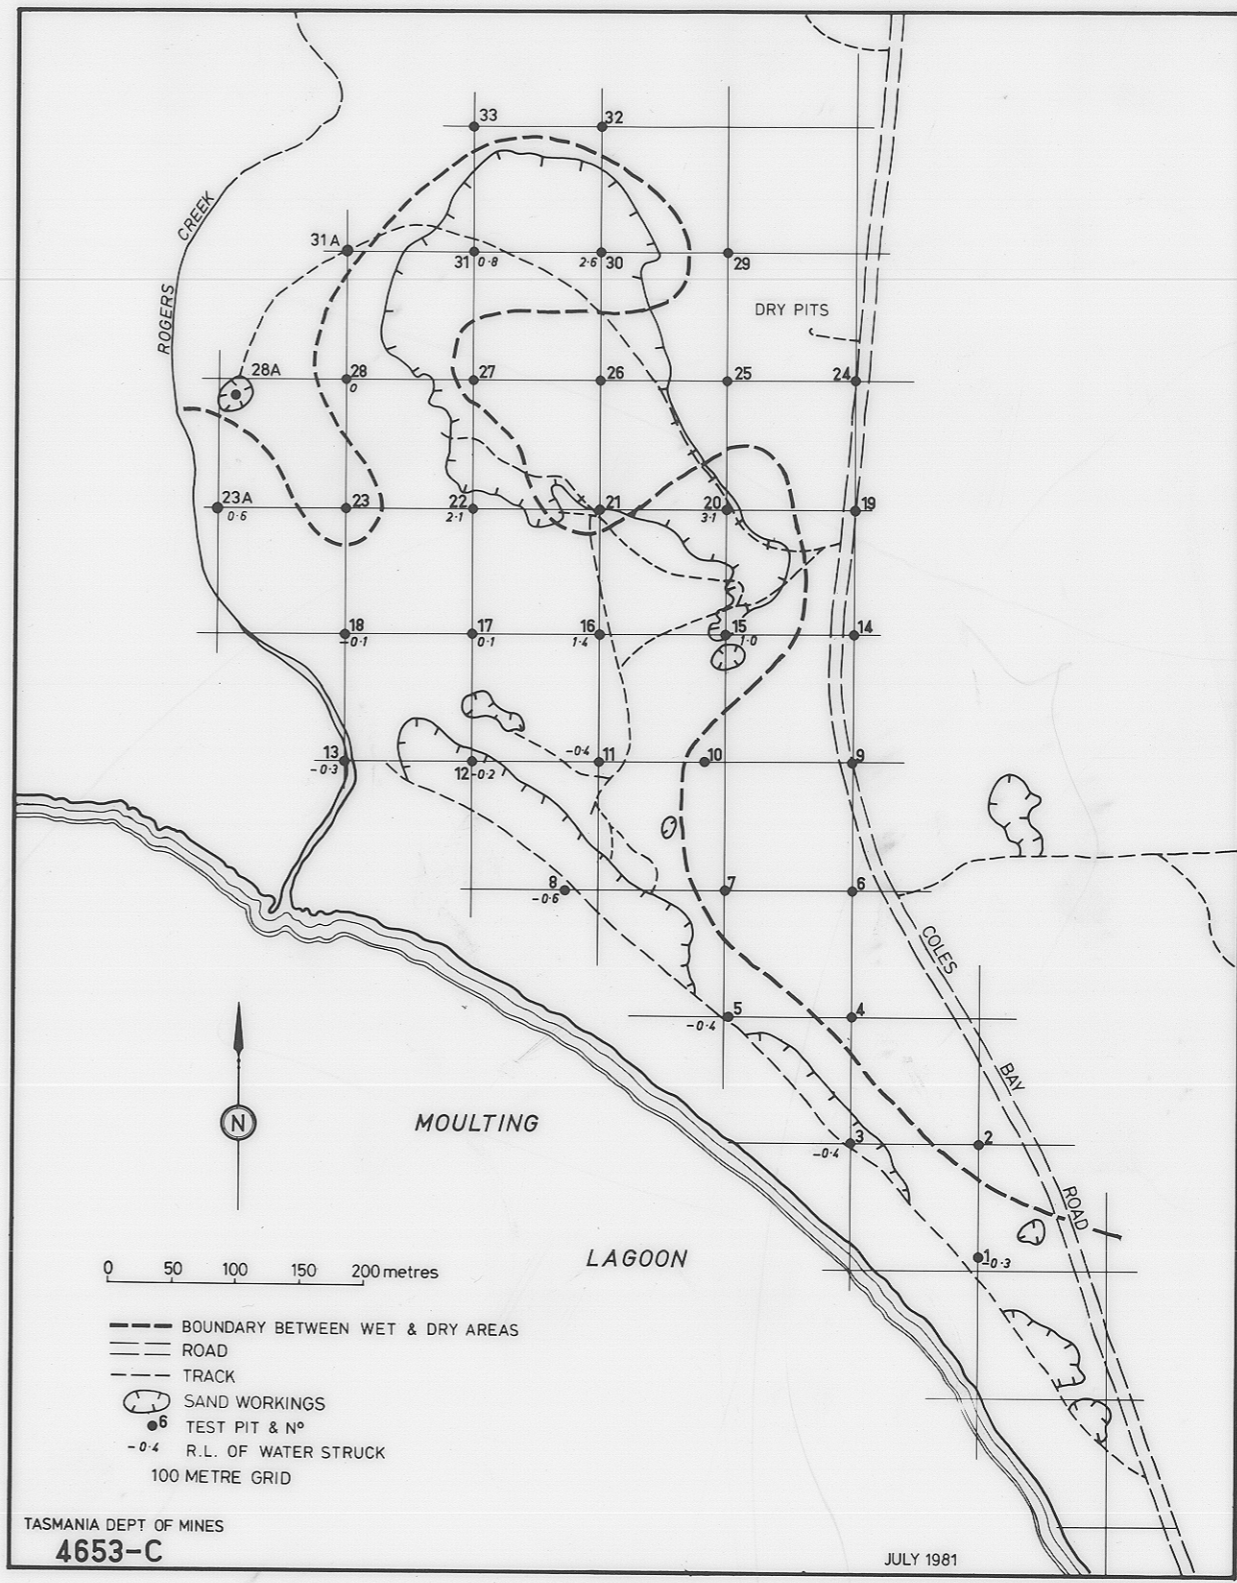 33
32
CREEK
31A
31
0·8
2·6
30
29
ROGERS
DRY PITS
28A
28
0
27
26
25
24
23A
0·6
23
22
2·1
21
20
3·1
19
18
-0·1
17
0·1
16
1·4
15
1·0
14
13
-0·3
12
-0·2
-0·4
11
10
9
8
-0·6
7
6
COLES
5
-0·4
4
BAY
N
MOULTING
3
-0·4
2
ROAD
LAGOON
1
-0·3
0 50 100 150 200 metres
BOUNDARY BETWEEN WET & DRY AREAS
ROAD
TRACK
SAND WORKINGS
6 TEST PIT & Nº
-0·4 R.L. OF WATER STRUCK
100 METRE GRID
TASMANIA DEPT OF MINES
4653-C
JULY 1981